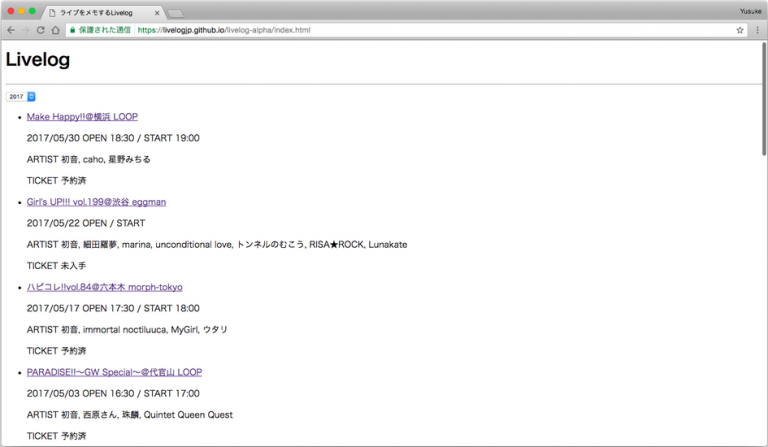 ライブをメモするLivelog
Yusuke
保護された通信 https://livelogjp.github.io/livelog-alpha/index.html
Livelog
2017
Make Happy!!@横浜 LOOP
2017/05/30 OPEN 18:30 / START 19:00
ARTIST 初音, caho, 星野みちる
TICKET 予約済
Girl's UP!!! vol.199@渋谷 eggman
2017/05/22 OPEN / START
ARTIST 初音, 細田羅夢, marina, unconditional love, トンネルのむこう, RISA★ROCK, Lunakate
TICKET 未入手
ハピコレ!!vol.84@六本木 morph-tokyo
2017/05/17 OPEN 17:30 / START 18:00
ARTIST 初音, immortal noctiluuca, MyGirl, ウタリ
TICKET 予約済
PARADISE!!〜GW Special〜@代官山 LOOP
2017/05/03 OPEN 16:30 / START 17:00
ARTIST 初音, 西原さん, 珠麟, Quintet Queen Quest
TICKET 予約済